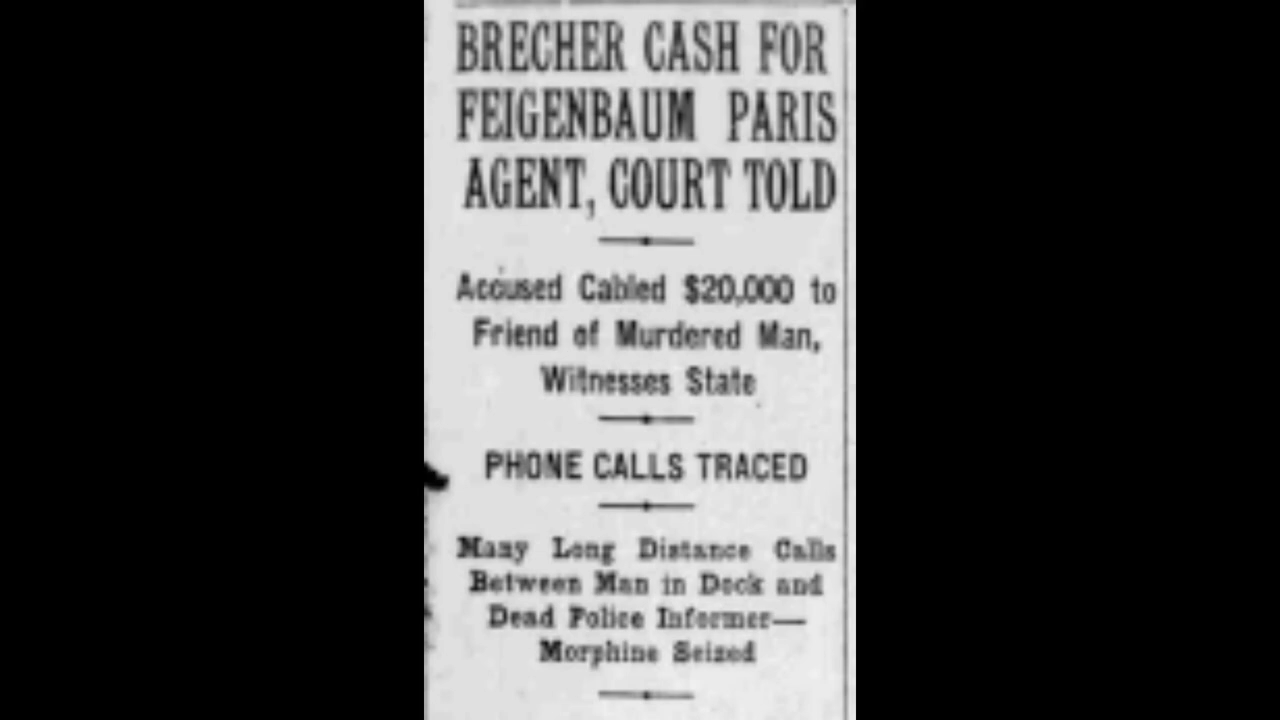 BRECHER CASH FOR
FEIGENBAUM PARIS
AGENT, COURT TOLD
Accused Cabled $20,000 to
Friend of Murdered Man,
Witnesses State
PHONE CALLS TRACED
Many Long Distance Calls
Between Man in Dock and
Dead Police Informer—
Morphine Seized